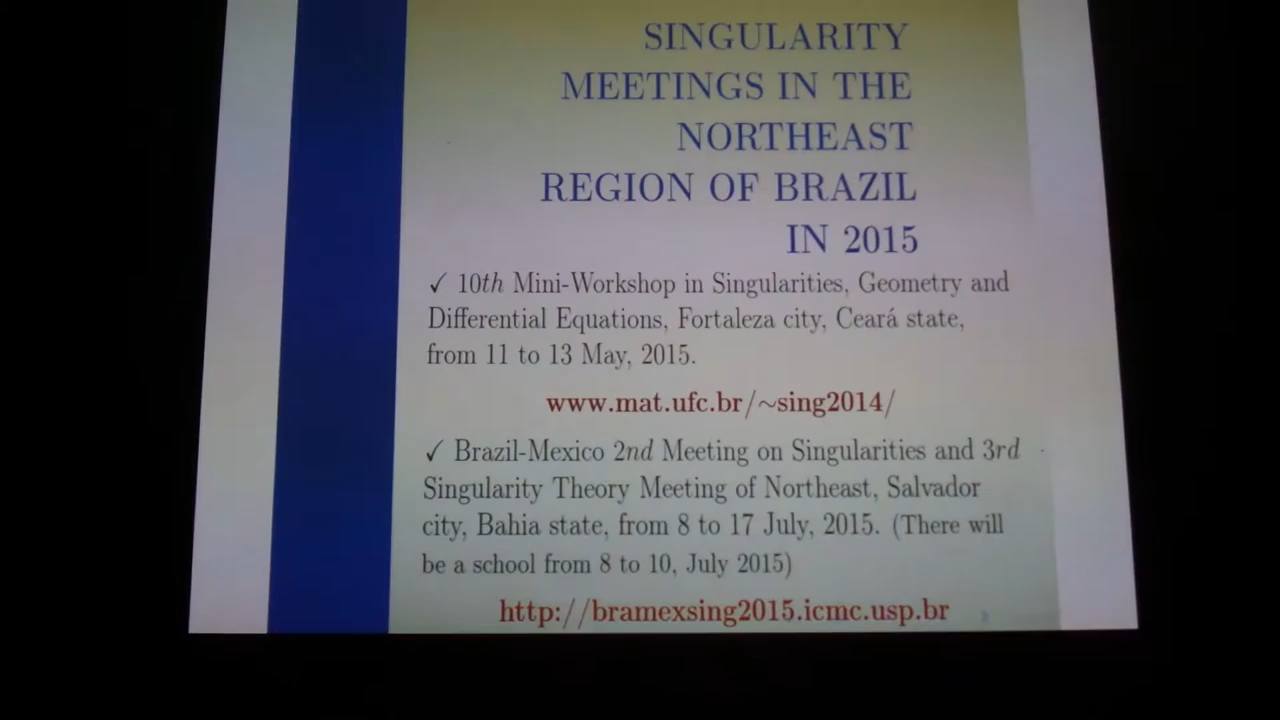 SINGULARITY
MEETINGS IN THE
NORTHEAST
REGION OF BRAZIL
IN 2015
✓ 10th Mini-Workshop in Singularities, Geometry and
Differential Equations, Fortaleza city, Ceará state,
from 11 to 13 May, 2015.
www.mat.ufc.br/~sing2014/
✓ Brazil-Mexico 2nd Meeting on Singularities and 3rd
Singularity Theory Meeting of Northeast, Salvador
city, Bahia state, from 8 to 17 July, 2015. (There will
be a school from 8 to 10, July 2015)
http://bramexsing2015.icmc.usp.br